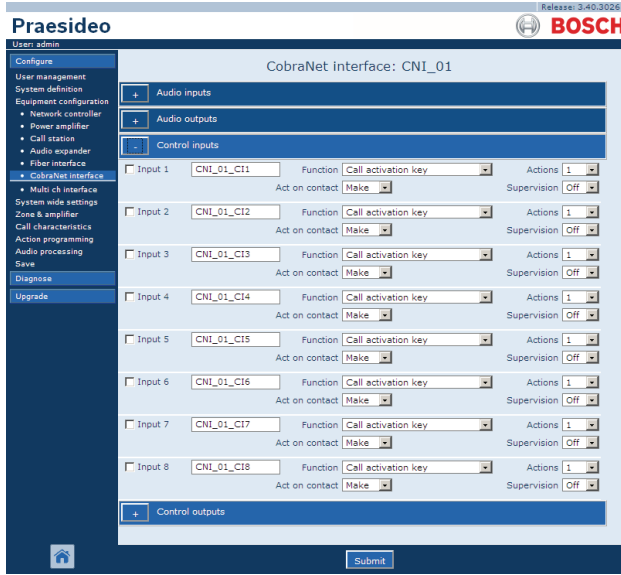 Release: 3.40.3026
Praesideo
BOSCH
User: admin
Configure
User management
System definition
Equipment configuration
• Network controller
• Power amplifier
• Call station
• Audio expander
• Fiber interface
• CobraNet interface
• Multi ch interface
System wide settings
Zone & amplifier
Call characteristics
Action programming
Audio processing
Save
Diagnose
Upgrade
CobraNet interface: CNI_01
+ Audio inputs
+ Audio outputs
- Control inputs
Input 1 CNI_01_CI1 Function Call activation key Actions 1
Act on contact Make Supervision Off
Input 2 CNI_01_CI2 Function Call activation key Actions 1
Act on contact Make Supervision Off
Input 3 CNI_01_CI3 Function Call activation key Actions 1
Act on contact Make Supervision Off
Input 4 CNI_01_CI4 Function Call activation key Actions 1
Act on contact Make Supervision Off
Input 5 CNI_01_CI5 Function Call activation key Actions 1
Act on contact Make Supervision Off
Input 6 CNI_01_CI6 Function Call activation key Actions 1
Act on contact Make Supervision Off
Input 7 CNI_01_CI7 Function Call activation key Actions 1
Act on contact Make Supervision Off
Input 8 CNI_01_CI8 Function Call activation key Actions 1
Act on contact Make Supervision Off
+ Control outputs
Submit